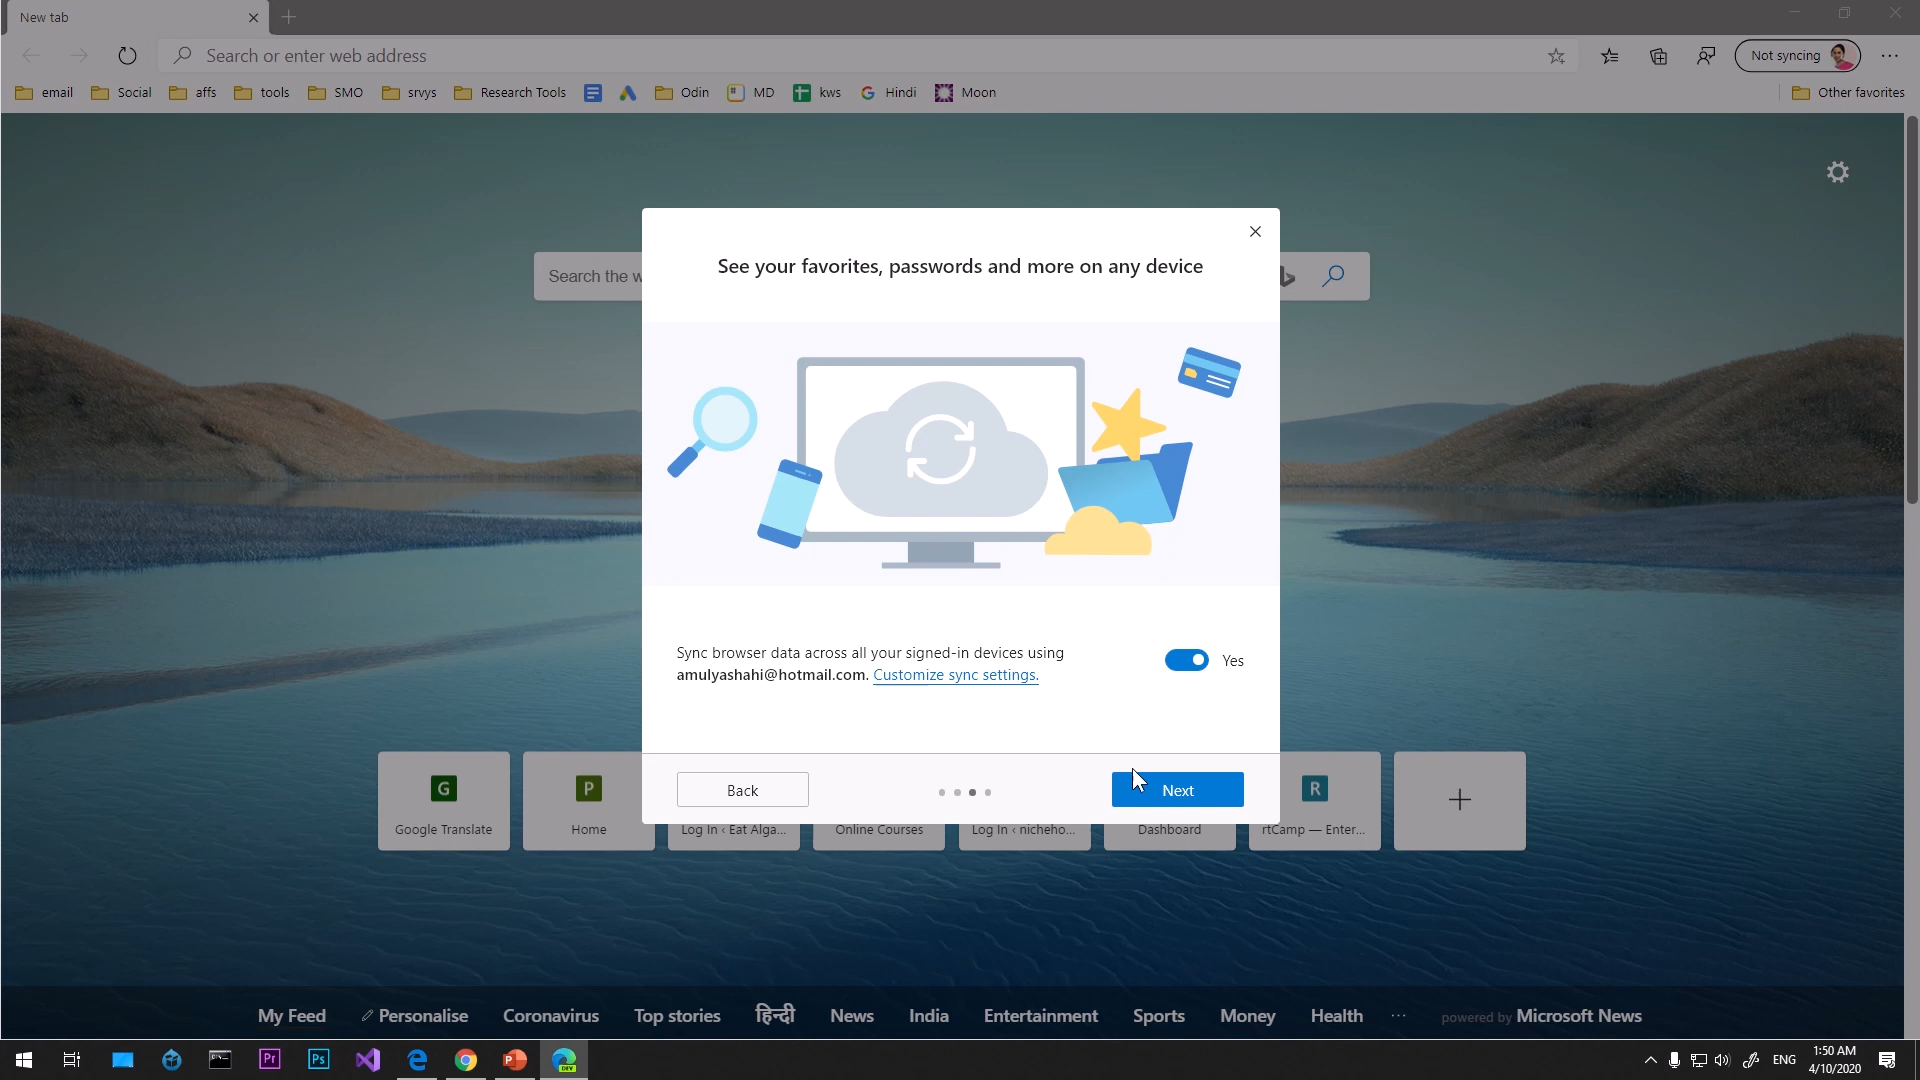 New tab
Search or enter web address
Not syncing
email Social affs tools SMO srvys Research Tools Odin MD kws Hindi Moon Other favorites
See your favorites, passwords and more on any device
Search the w
Sync browser data across all your signed-in devices using
amulyashahi@hotmail.com. Customize sync settings.
Yes
Back
Next
G P R
Google Translate Home Log In ‹ Eat Alga... Online Courses Log In ‹ nicheho... Dashboard rtCamp — Enter...
My Feed Personalise Coronavirus Top stories हिन्दी News India Entertainment Sports Money Health ... powered by Microsoft News
Pr Ps P DEV ENG 1:50 AM
4/10/2020